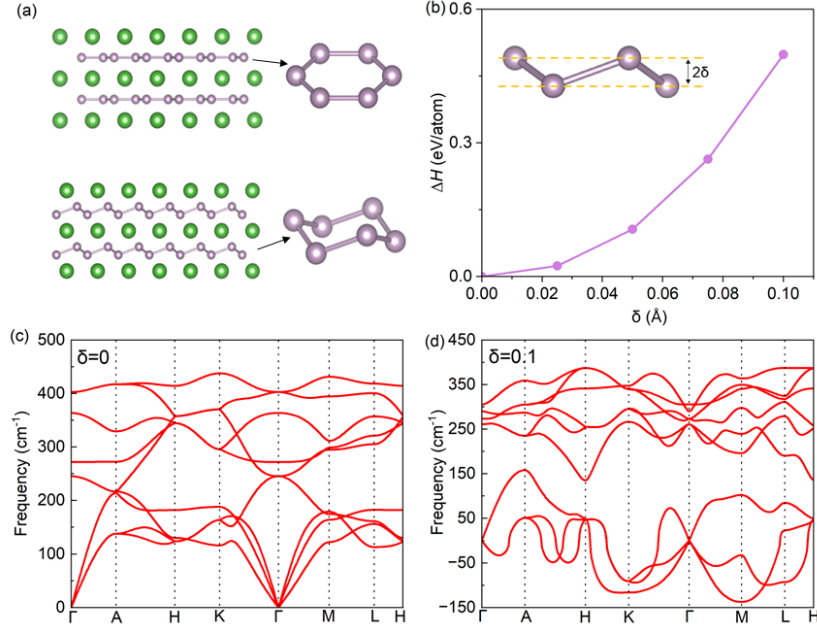 (a)
(b)
0.6
0.3
0.0
ΔH (eV/atom)
2δ
0.00 0.02 0.04 0.06 0.08 0.10
δ (Å)
(c)
δ=0
500
400
300
200
100
0
Frequency (cm⁻¹)
Γ A H K Γ M L H
(d)
δ=0.1
450
350
250
150
50
−50
−150
Frequency (cm⁻¹)
Γ A H K Γ M L H